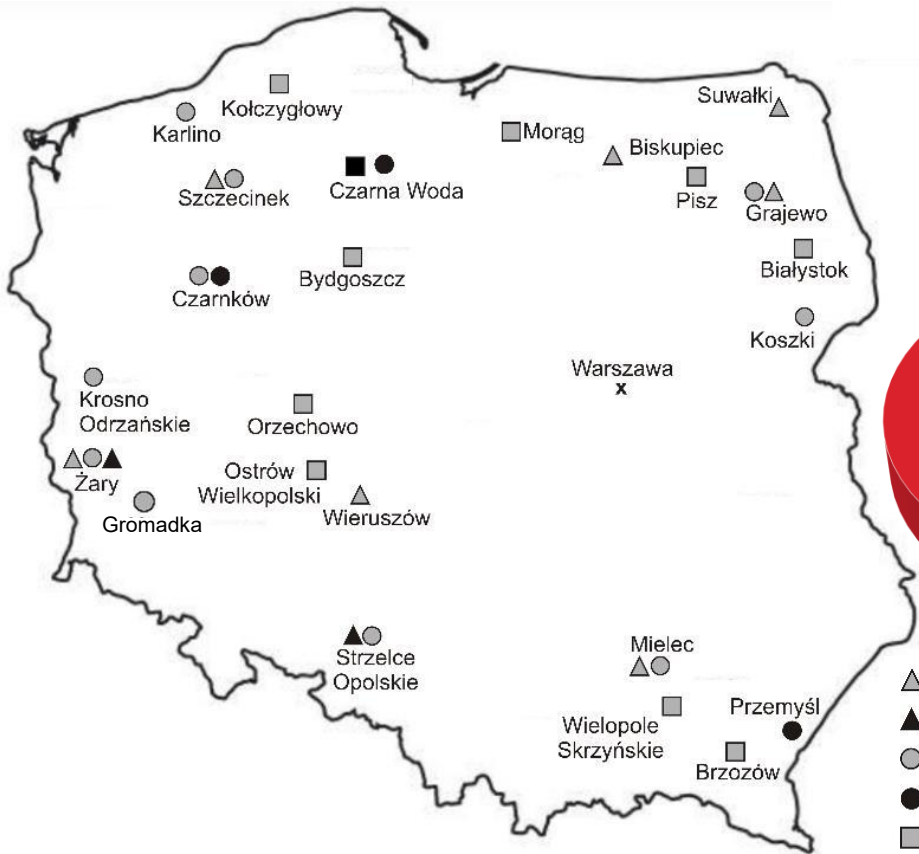 Suwałki
Kołczygłowy
Karlino
Morąg
Biskupiec
Szczecinek
Czarna Woda
Pisz
Grajewo
Białystok
Bydgoszcz
Czarnków
Koszki
Warszawa
x
Krosno
Odrzańskie
Orzechowo
Ostrów
Wielkopolski
Żary
Wieruszów
Gromadka
Mielec
Strzelce
Opolskie
Przemyśl
Wielopole
Skrzyńskie
Brzozów